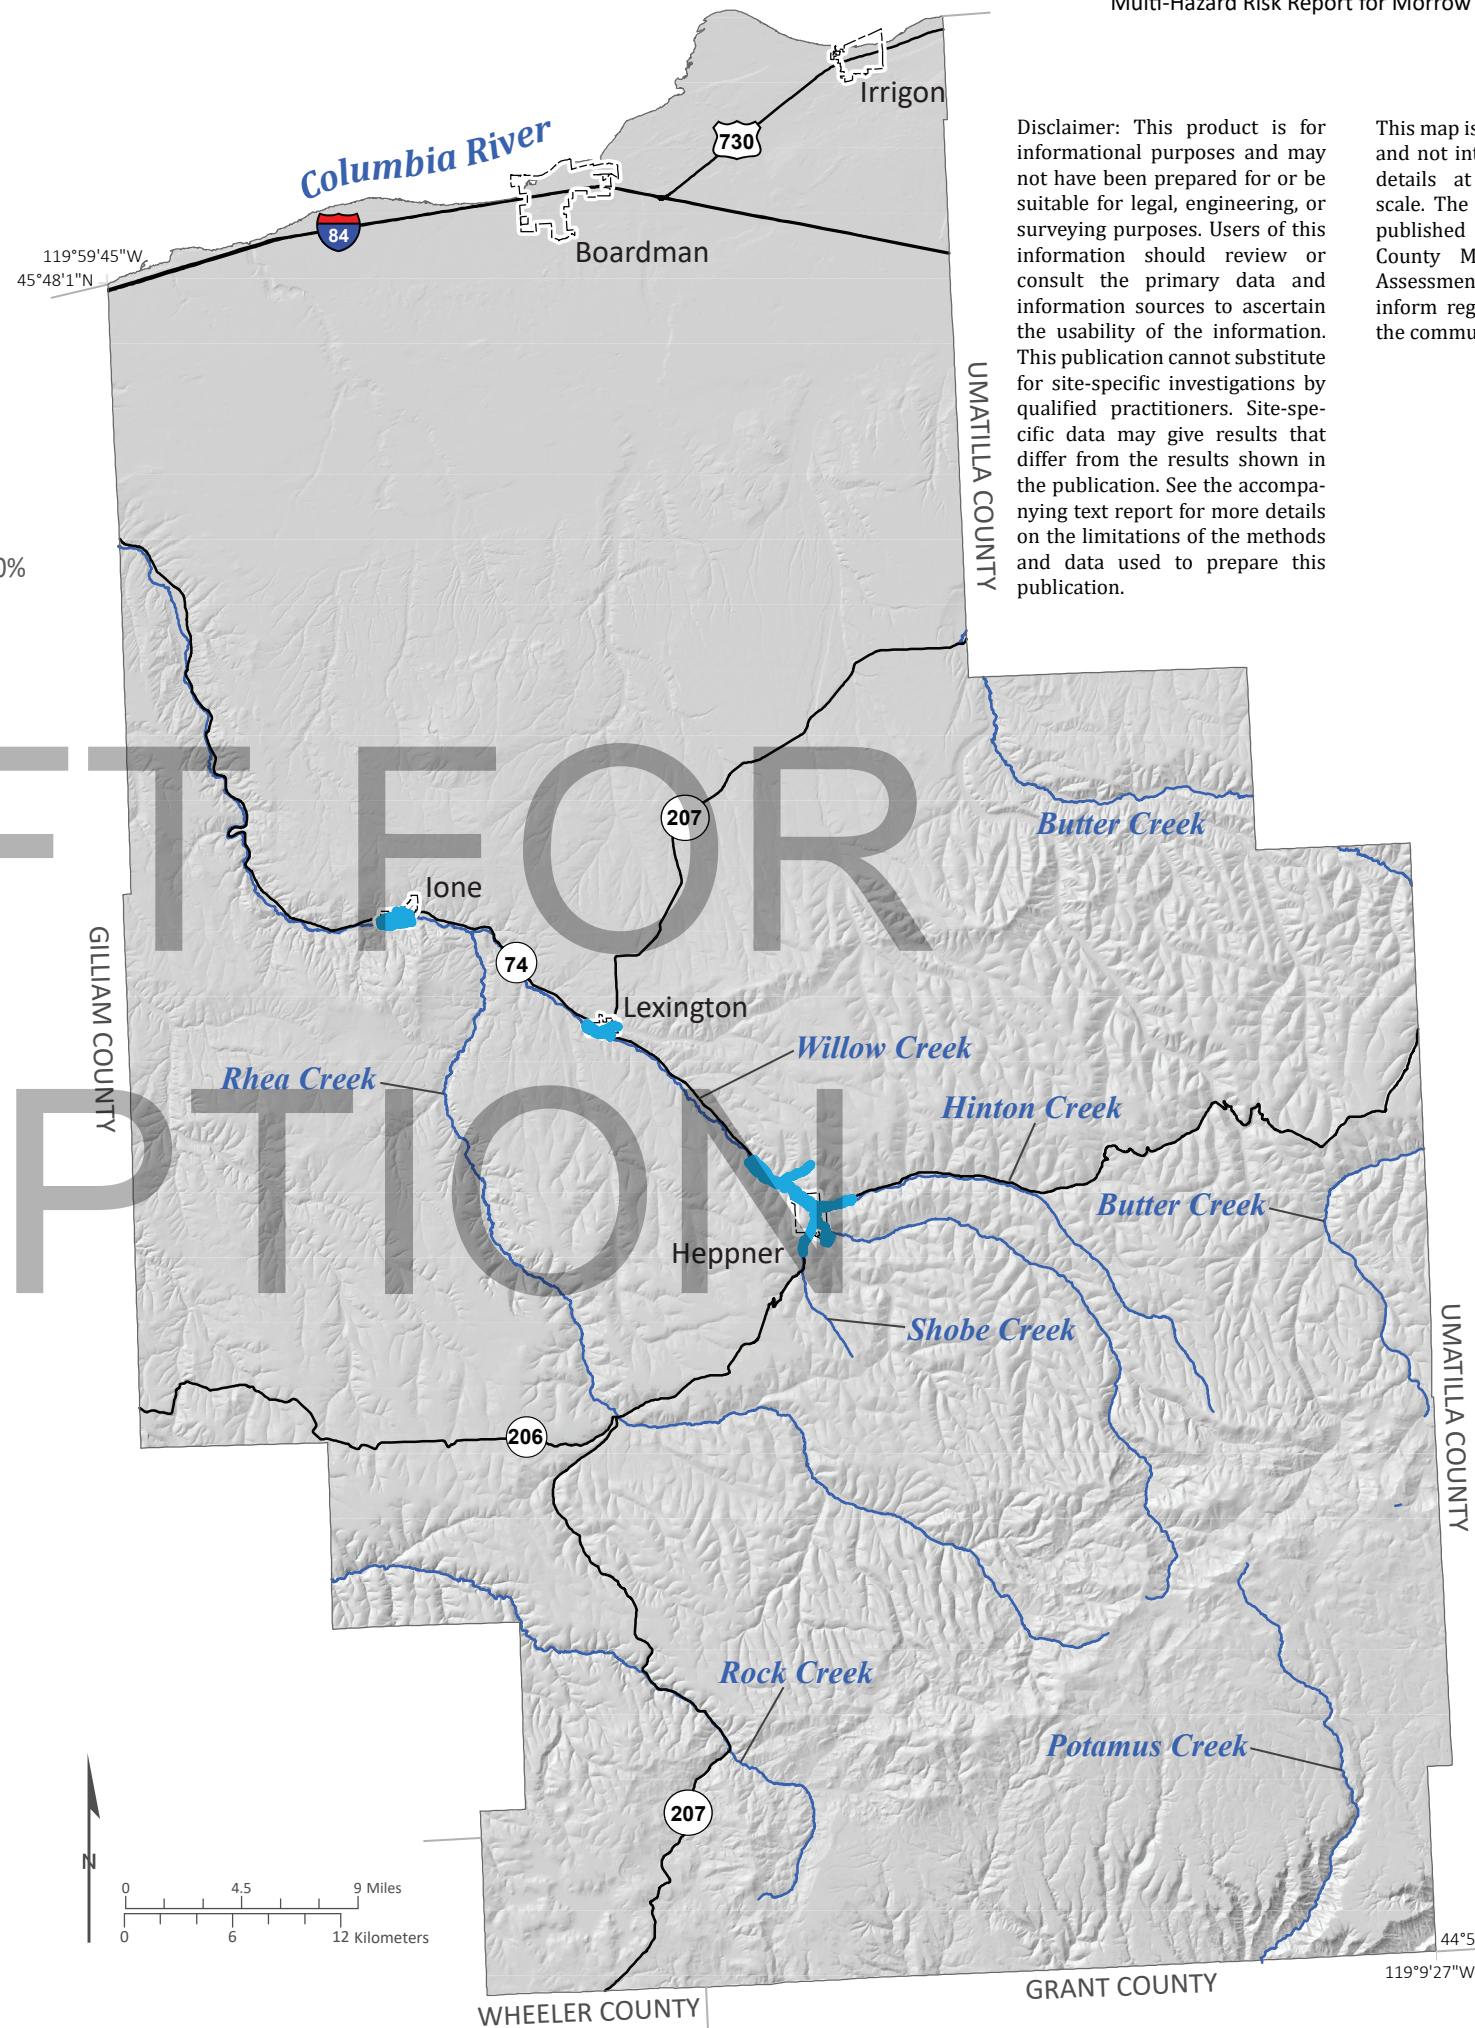 Multi-Hazard Risk Report for Morrow
Irrigon
730
Columbia River
84
Boardman
119°59'45"W
45°48'1"N
Disclaimer: This product is for
informational purposes and may
not have been prepared for or be
suitable for legal, engineering, or
surveying purposes. Users of this
information should review or
consult the primary data and
information sources to ascertain
the usability of the information.
This publication cannot substitute
for site-specific investigations by
qualified practitioners. Site-spe-
cific data may give results that
differ from the results shown in
the publication. See the accompa-
nying text report for more details
on the limitations of the methods
and data used to prepare this
publication.
This map is
and not int
details at
scale. The
published
County M
Assessment
inform reg
the commu
UMATILLA COUNTY
0%
FT FOR
207
Butter Creek
Ione
GILLIAM COUNTY
74
Lexington
Willow Creek
Rhea Creek
Hinton Creek
PTION
Butter Creek
Heppner
Shobe Creek
UMATILLA COUNTY
206
Rock Creek
Potamus Creek
207
N
0 4.5 9 Miles
0 6 12 Kilometers
44°5
119°9'27"W
GRANT COUNTY
WHEELER COUNTY